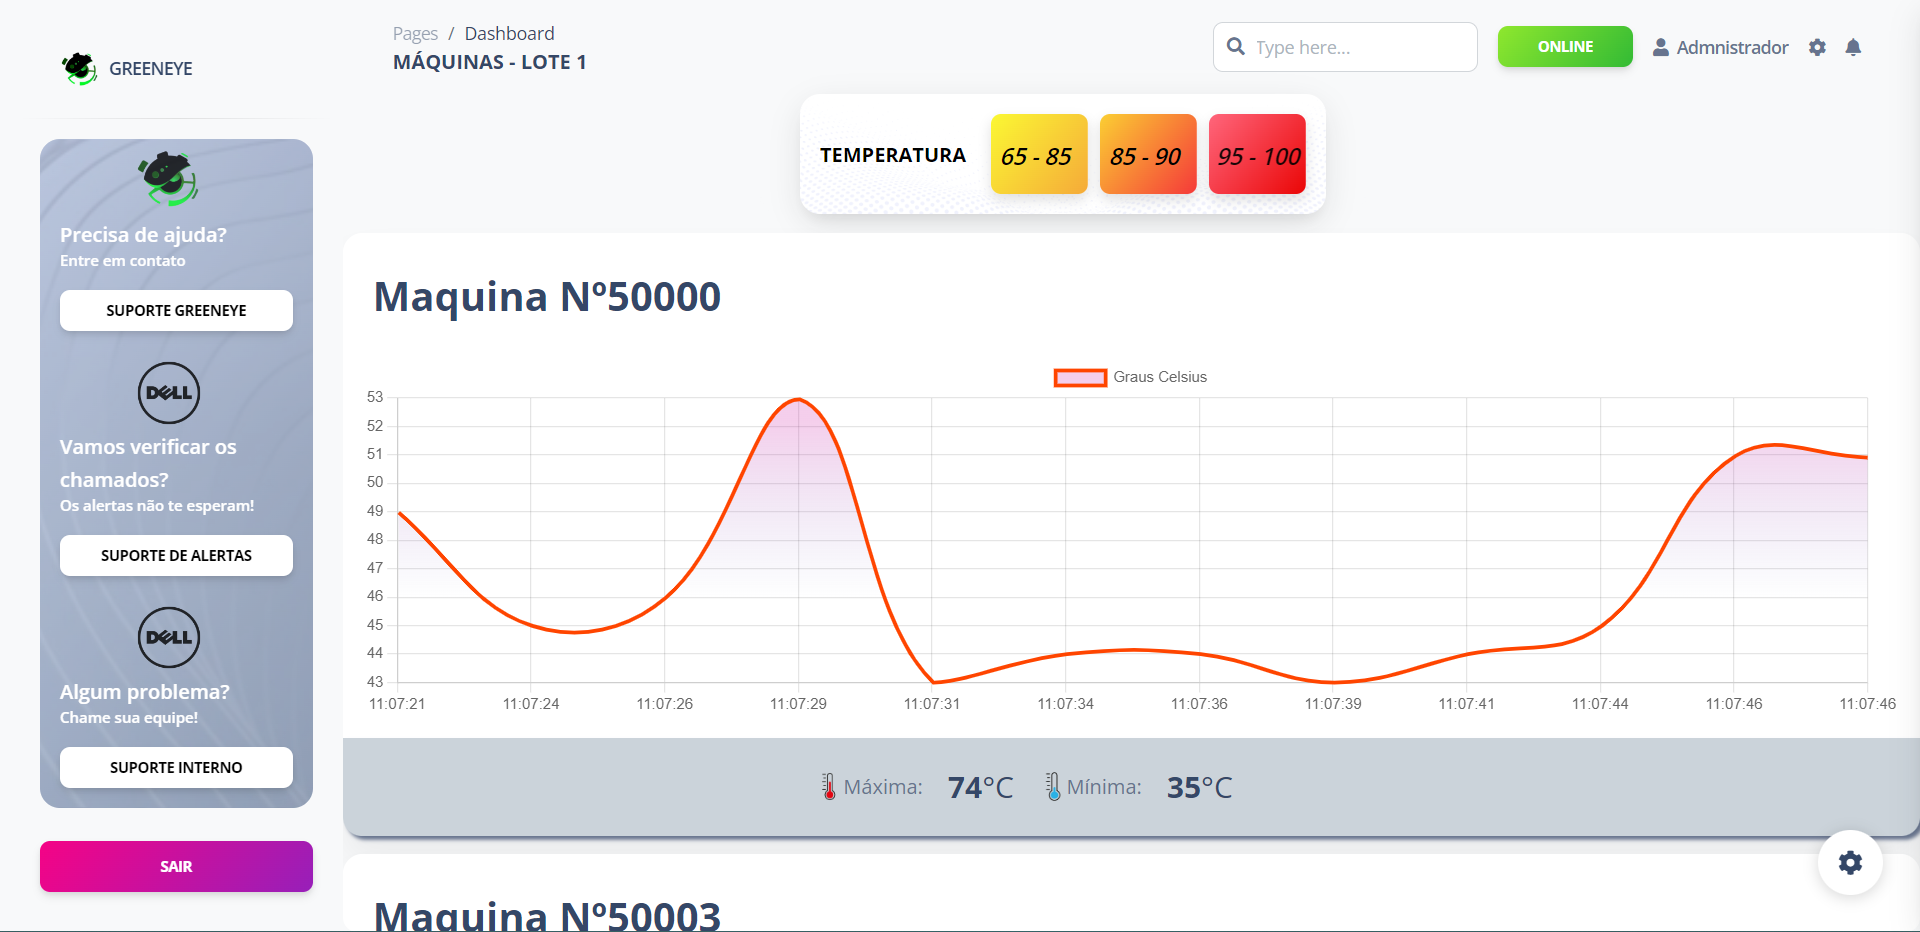 GREENEYE
Pages / Dashboard
MÁQUINAS - LOTE 1
Type here...
ONLINE
Admnistrador
TEMPERATURA
65 - 85
85 - 90
95 - 100
Precisa de ajuda?
Entre em contato
SUPORTE GREENEYE
DELL
Vamos verificar os
chamados?
Os alertas não te esperam!
SUPORTE DE ALERTAS
DELL
Algum problema?
Chame sua equipe!
SUPORTE INTERNO
SAIR
Maquina Nº50000
Graus Celsius
53
52
51
50
49
48
47
46
45
44
43
11:07:21 11:07:24 11:07:26 11:07:29 11:07:31 11:07:34 11:07:36 11:07:39 11:07:41 11:07:44 11:07:46 11:07:46
Máxima: 74°C Mínima: 35°C
Maquina Nº50003